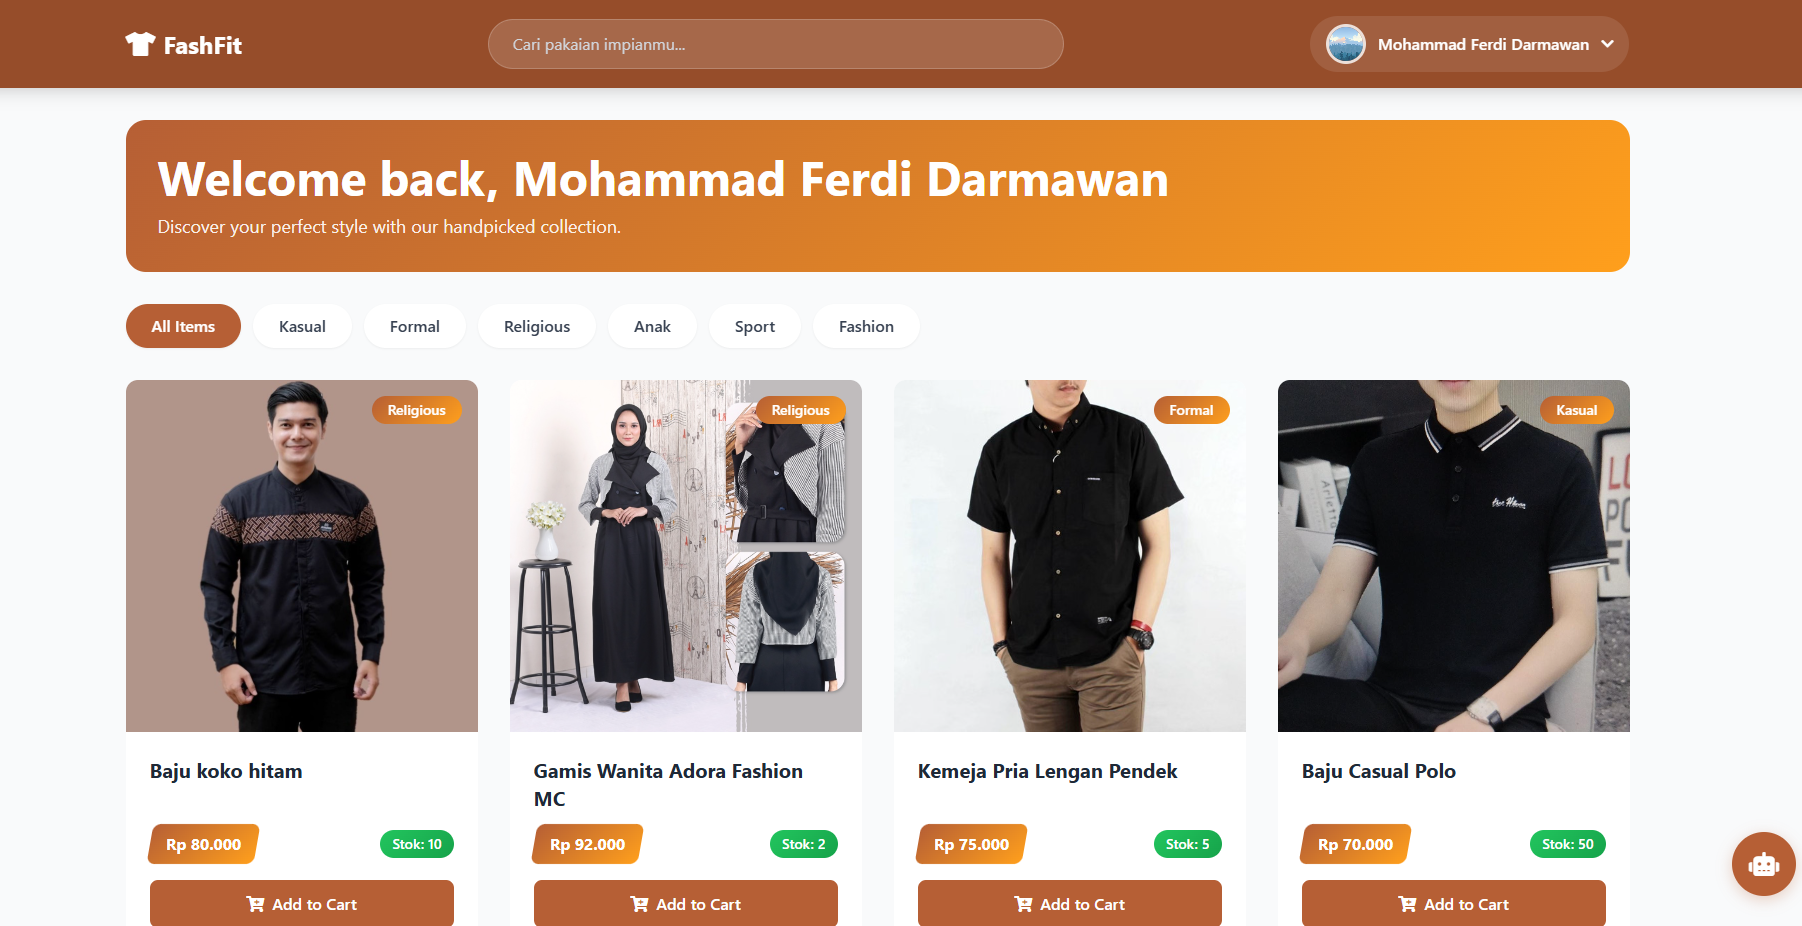 FashFit
Cari pakaian impianmu...
Mohammad Ferdi Darmawan
Welcome back, Mohammad Ferdi Darmawan
Discover your perfect style with our handpicked collection.
All Items
Kasual
Formal
Religious
Anak
Sport
Fashion
Religious
Religious
Formal
Kasual
Baju koko hitam
Gamis Wanita Adora Fashion
MC
Kemeja Pria Lengan Pendek
Baju Casual Polo
Rp 80.000
Stok: 10
Rp 92.000
Stok: 2
Rp 75.000
Stok: 5
Rp 70.000
Stok: 50
Add to Cart
Add to Cart
Add to Cart
Add to Cart